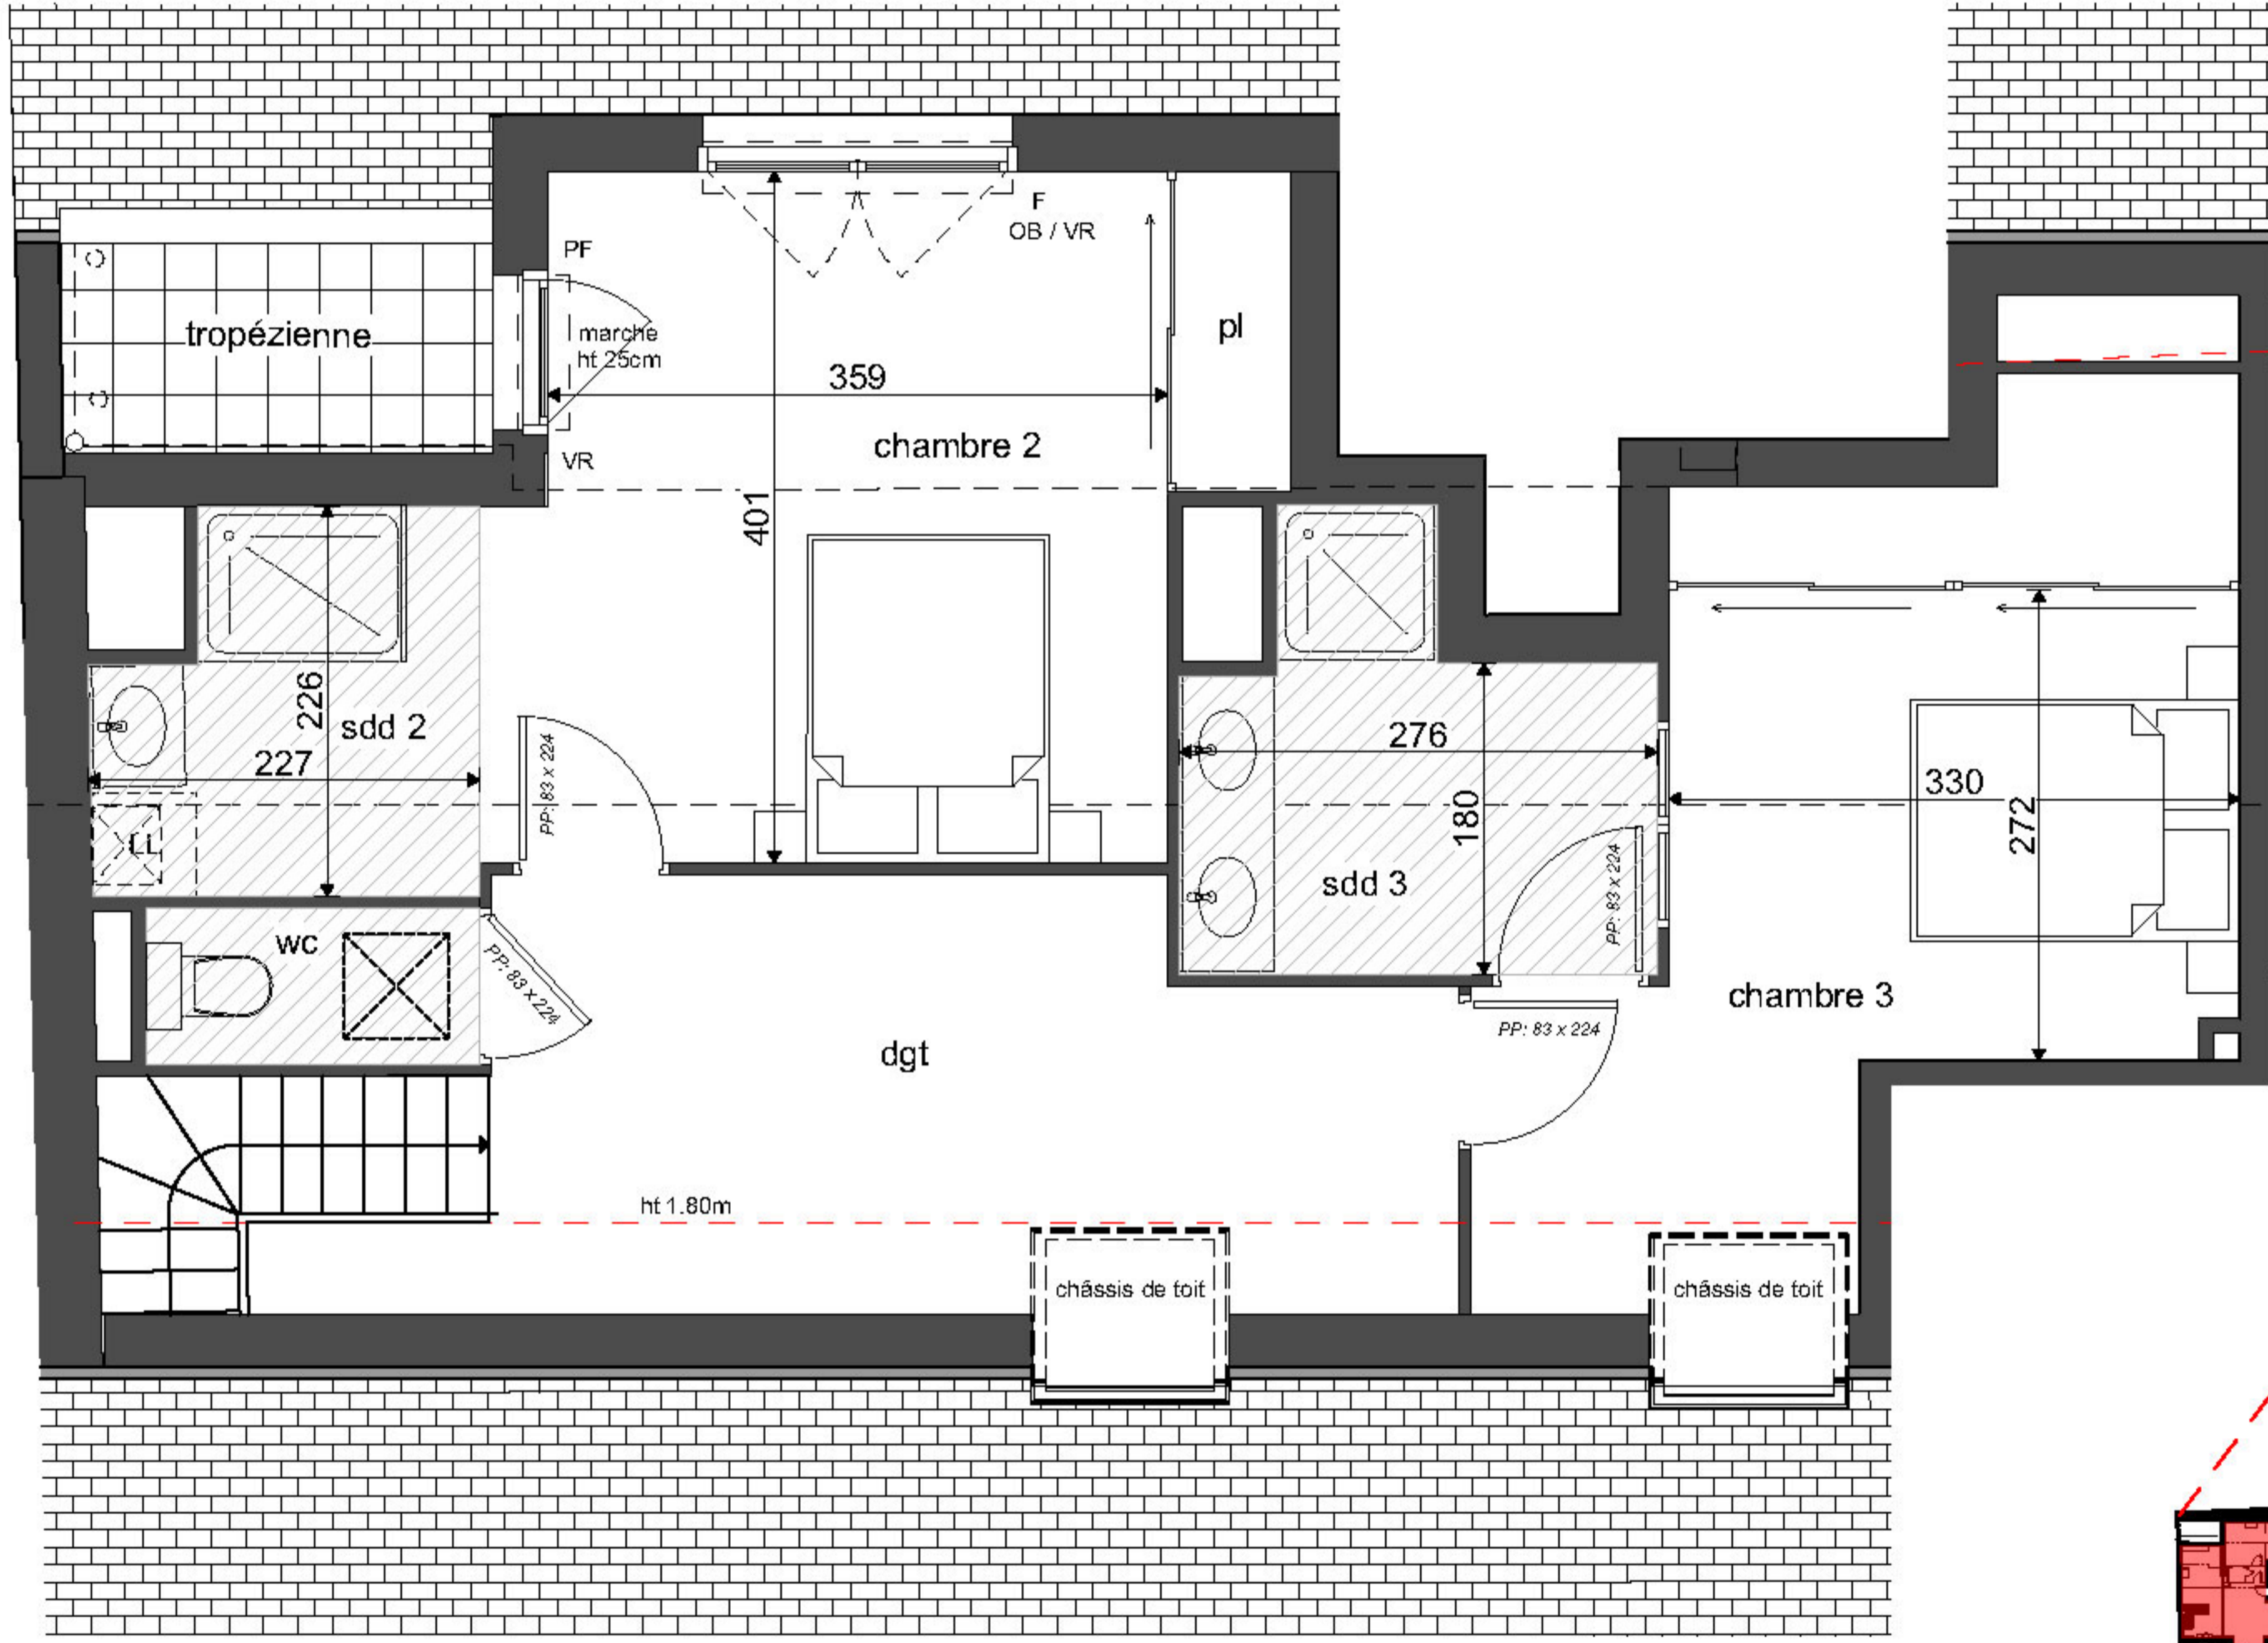 F
OB / VR
PF
tropézienne
marche
ht 25cm
pl
359
chambre 2
VR
401
226
sdd 2
227
PP: 83 x 224
276
180
330
272
LL
sdd 3
PP: 83 x 224
wc
PP: 83 x 224
chambre 3
PP: 83 x 224
dgt
ht 1.80m
châssis de toit
châssis de toit